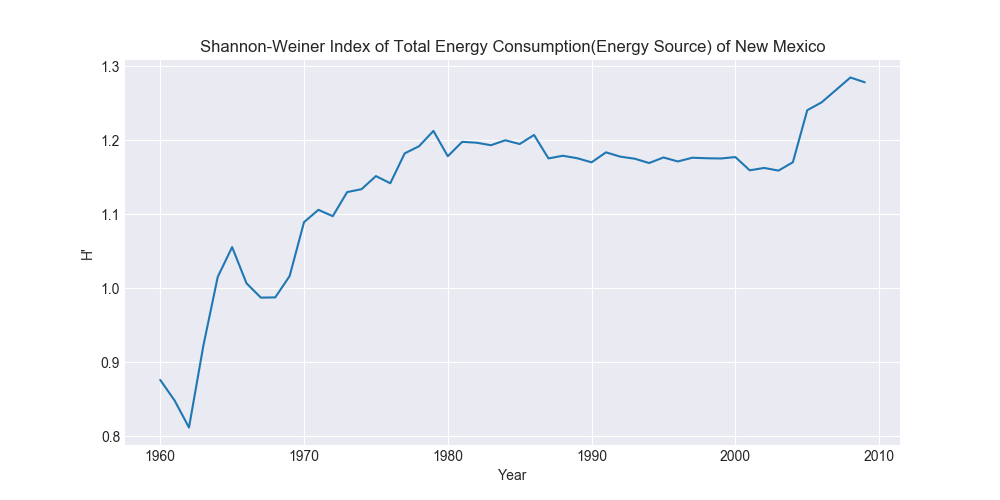 Shannon-Weiner Index of Total Energy Consumption(Energy Source) of New Mexico
1.3
1.2
1.1
1.0
0.9
0.8
H'
1960 1970 1980 1990 2000 2010
Year